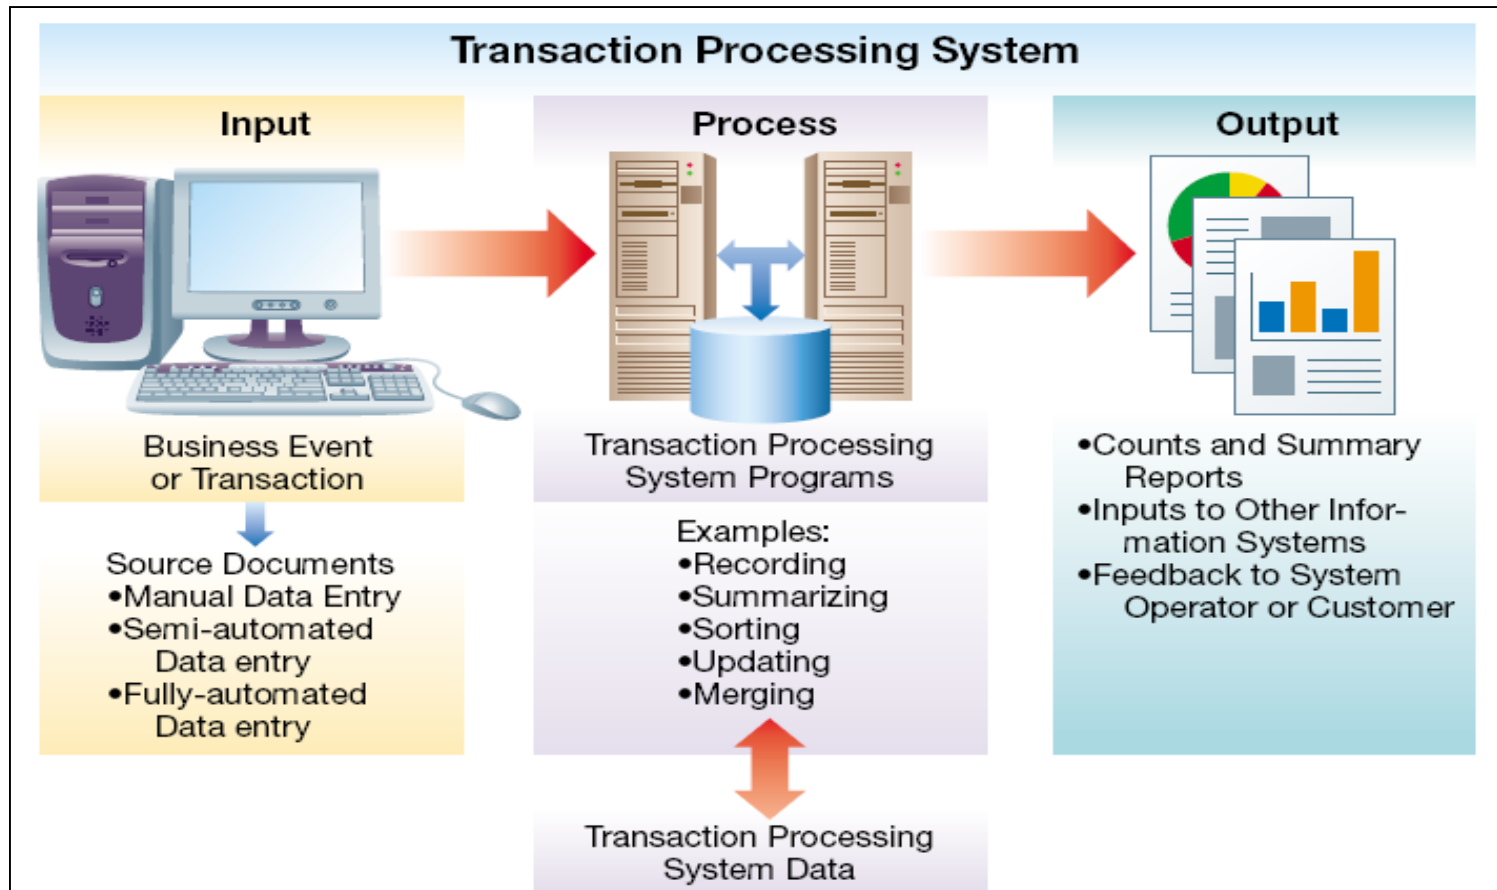 Transaction Processing System
Input
Business Event
or Transaction
Source Documents
•Manual Data Entry
•Semi-automated
Data entry
•Fully-automated
Data entry
Process
Transaction Processing
System Programs
Examples:
•Recording
•Summarizing
•Sorting
•Updating
•Merging
Transaction Processing
System Data
Output
•Counts and Summary
Reports
•Inputs to Other Infor-
mation Systems
•Feedback to System
Operator or Customer